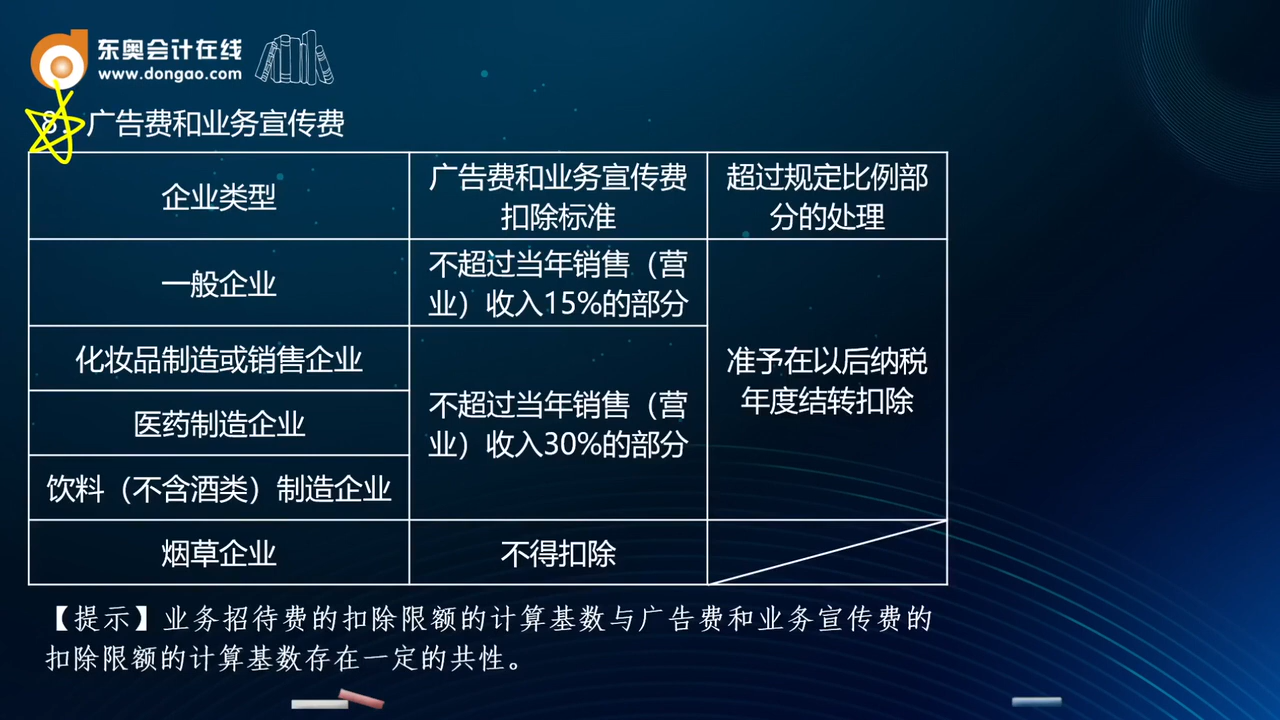 东奥会计在线
www.dongao.com
8. 广告费和业务宣传费
企业类型
广告费和业务宣传费
扣除标准
超过规定比例部
分的处理
一般企业
不超过当年销售（营
业）收入15%的部分
准予在以后纳税
年度结转扣除
化妆品制造或销售企业
不超过当年销售（营
业）收入30%的部分
医药制造企业
饮料（不含酒类）制造企业
烟草企业
不得扣除
【提示】业务招待费的扣除限额的计算基数与广告费和业务宣传费的
扣除限额的计算基数存在一定的共性。